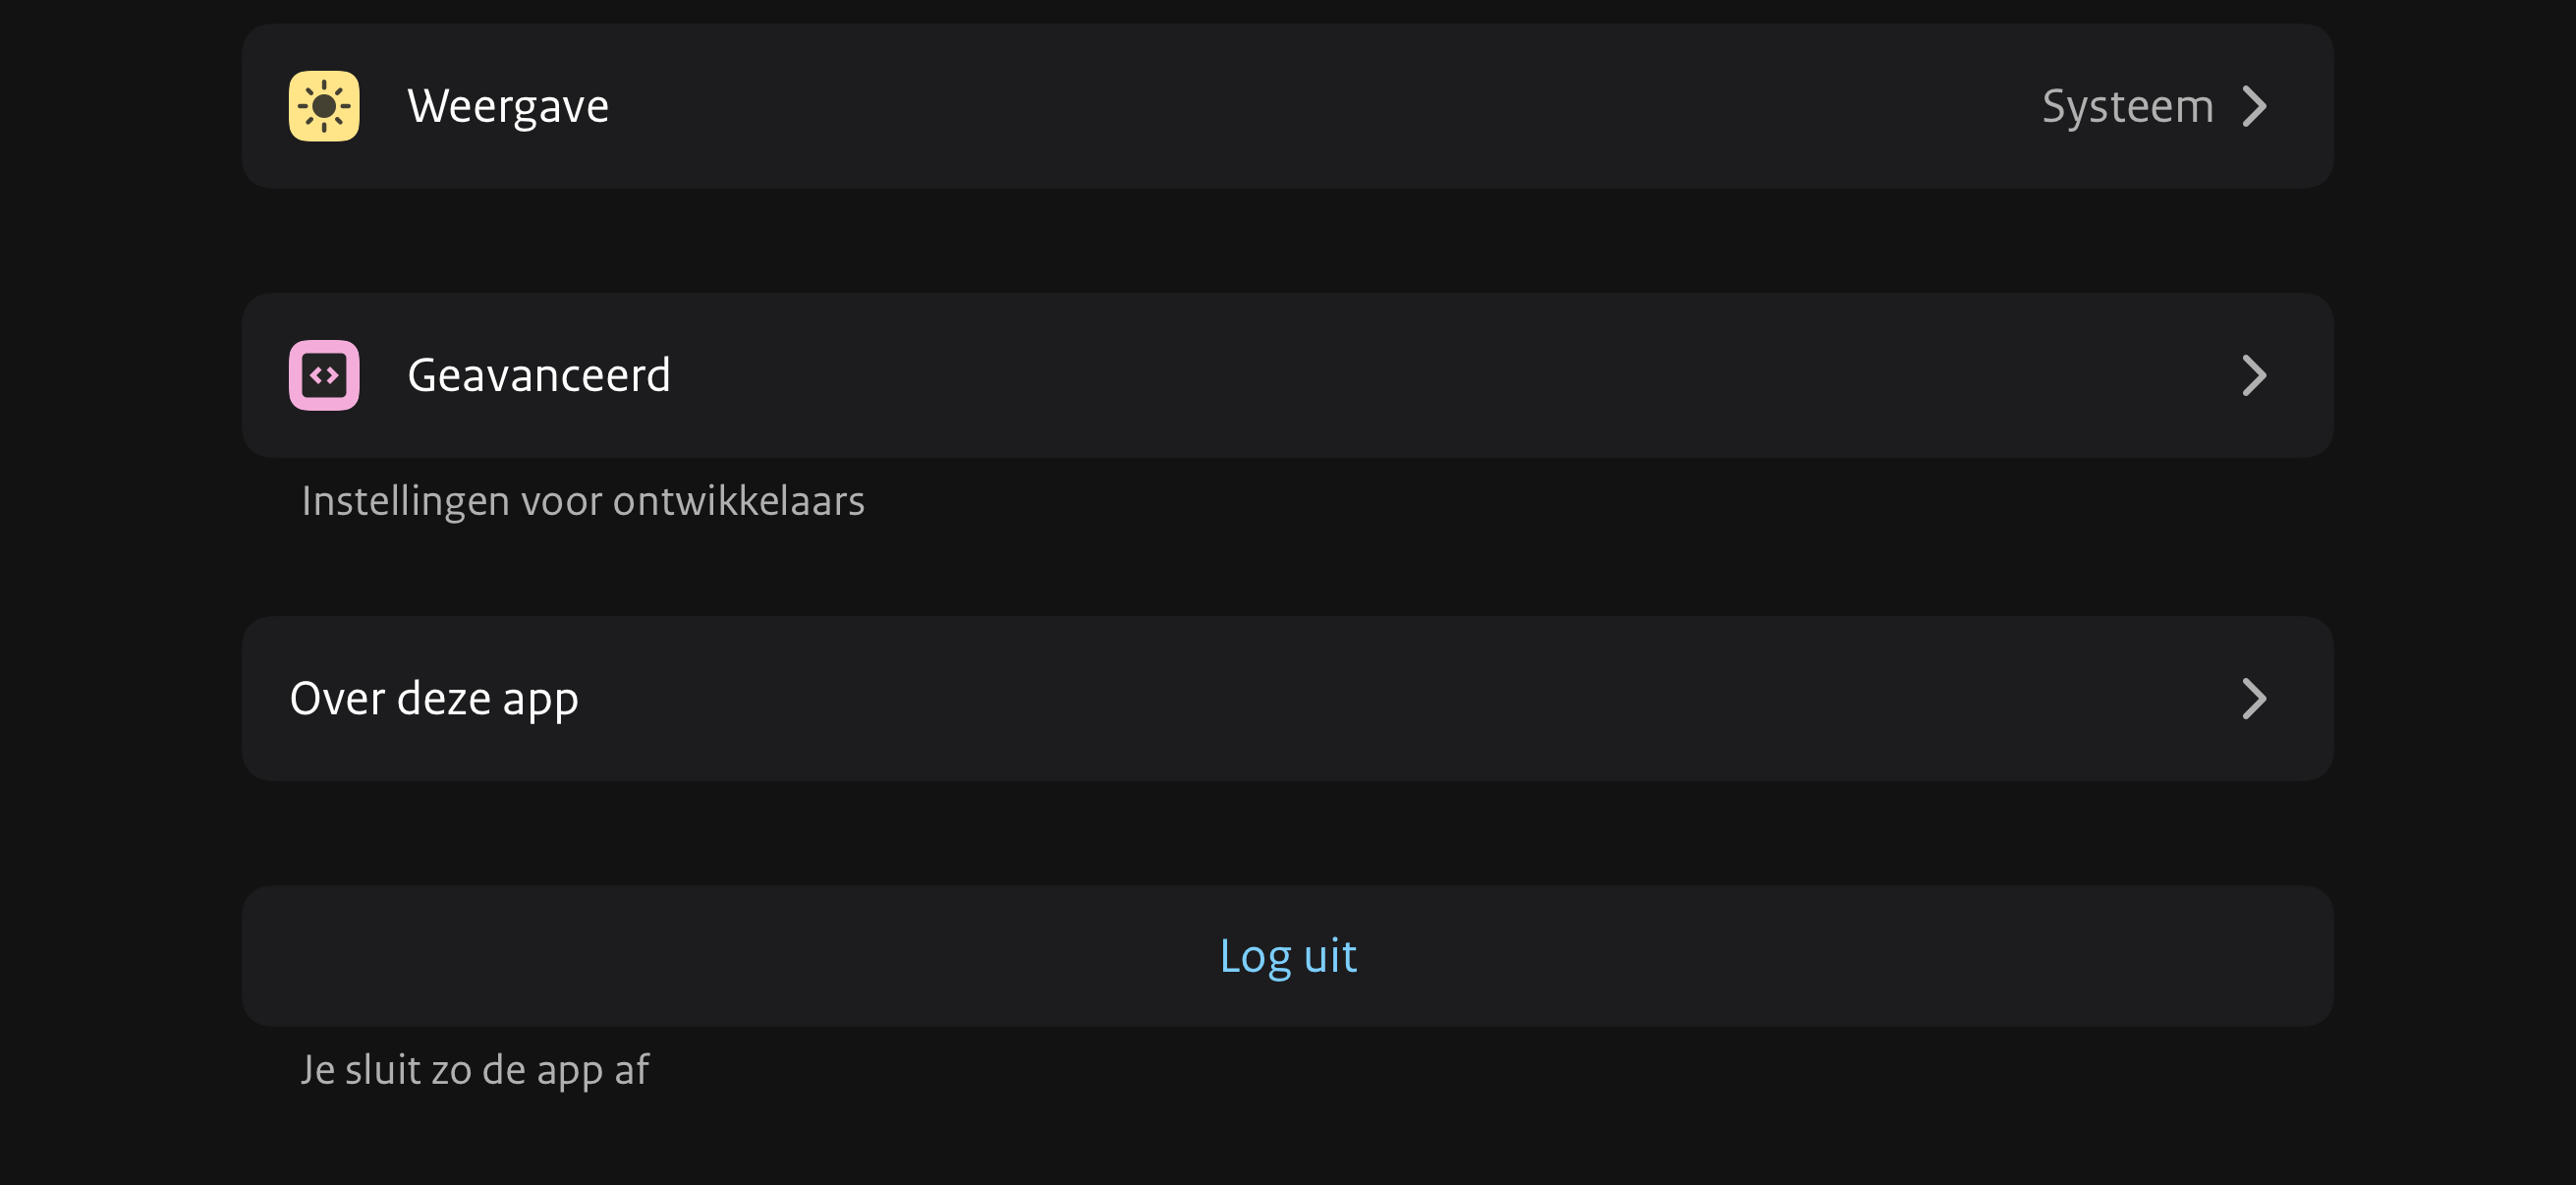 Weergave
Systeem
Geavanceerd
Instellingen voor ontwikkelaars
Over deze app
Log uit
Je sluit zo de app af